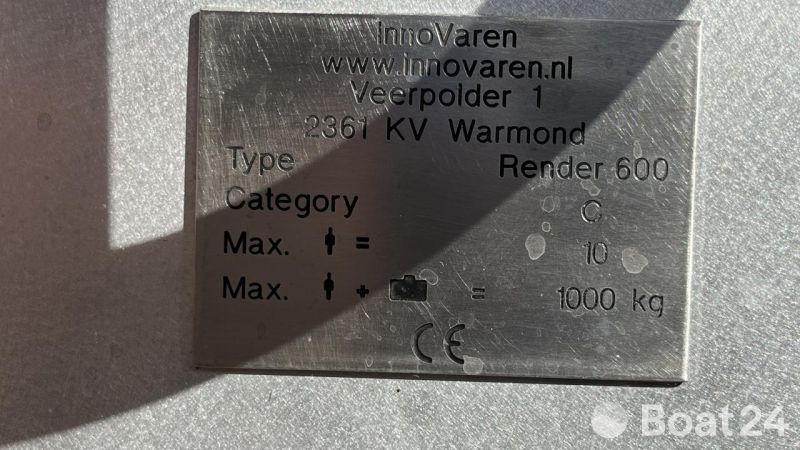 InnoVaren
www.innovaren.nl
Veerpolder 1
2361 KV Warmond
Type Render 600
Category C
Max. = 10
Max. + = 1000 kg
CE
Boat24